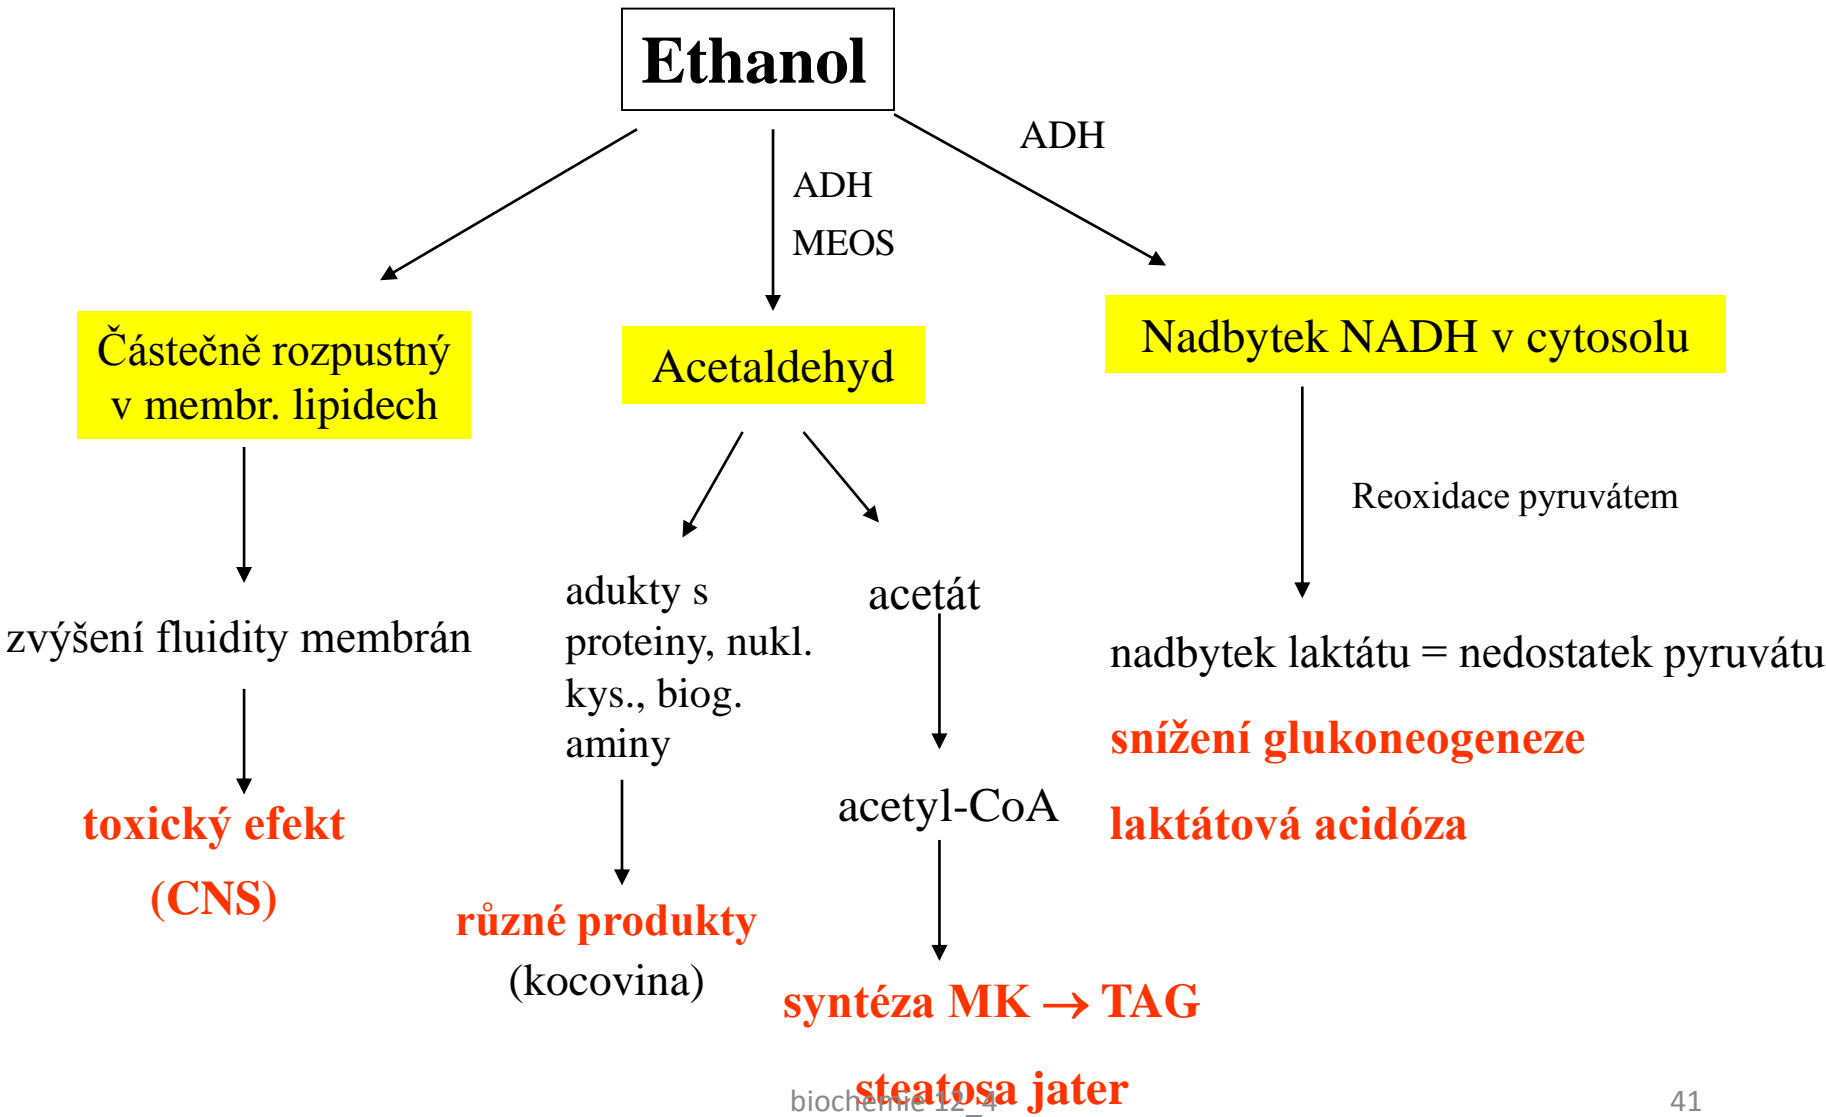 Ethanol
ADH
ADH
MEOS
Částečně rozpustný
v membr. lipidech
Acetaldehyd
Nadbytek NADH v cytosolu
Reoxidace pyruvátem
zvýšení fluidity membrán
adukty s
proteiny, nukl.
kys., biog.
aminy
acetát
nadbytek laktátu = nedostatek pyruvátu
snížení glukoneogeneze
laktátová acidóza
toxický efekt
(CNS)
acetyl-CoA
různé produkty
(kocovina)
syntéza MK → TAG
steatosa jater
biochemie 12_4
41